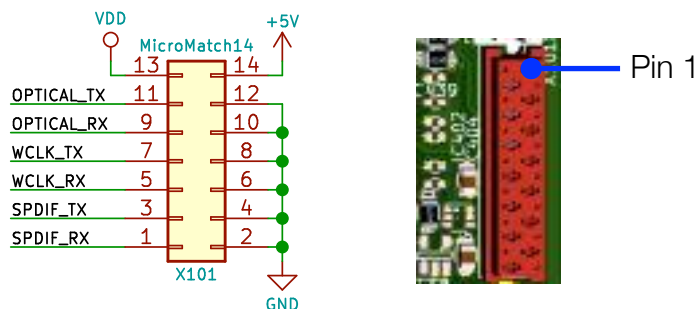 VDD
+5V
MicroMatch14
13 14
OPTICAL_TX 11 12
OPTICAL_RX 9 10
WCLK_TX 7 8
WCLK_RX 5 6
SPDIF_TX 3 4
SPDIF_RX 1 2
X101
GND
Pin 1
IC402